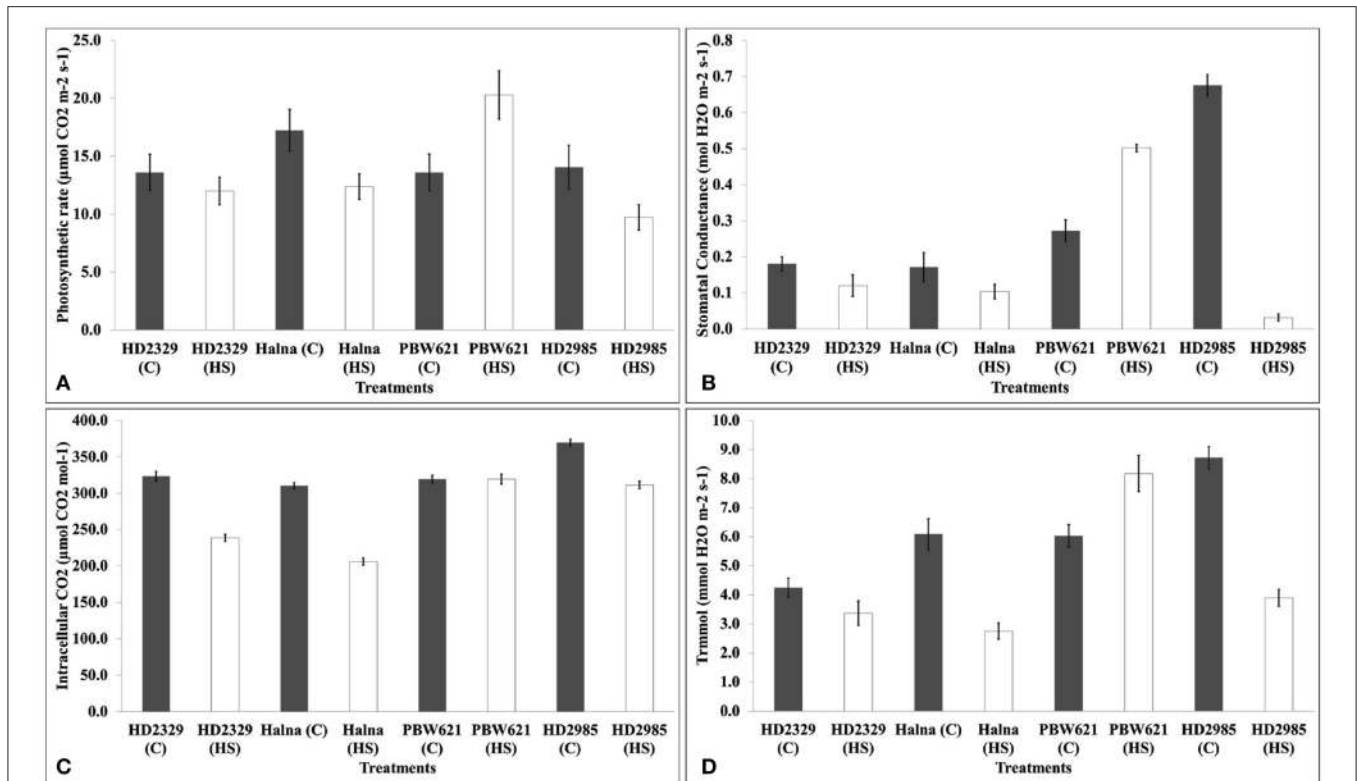 Photosynthetic rate (μmol CO2 m-2 s-1)
25.0
20.0
15.0
10.0
5.0
0.0
HD2329 (C)
HD2329 (HS)
Halna (C)
Halna (HS)
PBW621 (C)
PBW621 (HS)
HD2985 (C)
HD2985 (HS)
Treatments
A
Stomatal Conductance (mol H2O m-2 s-1)
0.8
0.7
0.6
0.5
0.4
0.3
0.2
0.1
0.0
HD2329 (C)
HD2329 (HS)
Halna (C)
Halna (HS)
PBW621 (C)
PBW621 (HS)
HD2985 (C)
HD2985 (HS)
Treatments
B
Intracellular CO2 (μmol CO2 mol-1)
400.0
350.0
300.0
250.0
200.0
150.0
100.0
50.0
0.0
HD2329 (C)
HD2329 (HS)
Halna (C)
Halna (HS)
PBW621 (C)
PBW621 (HS)
HD2985 (C)
HD2985 (HS)
Treatments
C
Trmmol (mmol H2O m-2 s-1)
10.0
9.0
8.0
7.0
6.0
5.0
4.0
3.0
2.0
1.0
0.0
HD2329 (C)
HD2329 (HS)
Halna (C)
Halna (HS)
PBW621 (C)
PBW621 (HS)
HD2985 (C)
HD2985 (HS)
Treatments
D